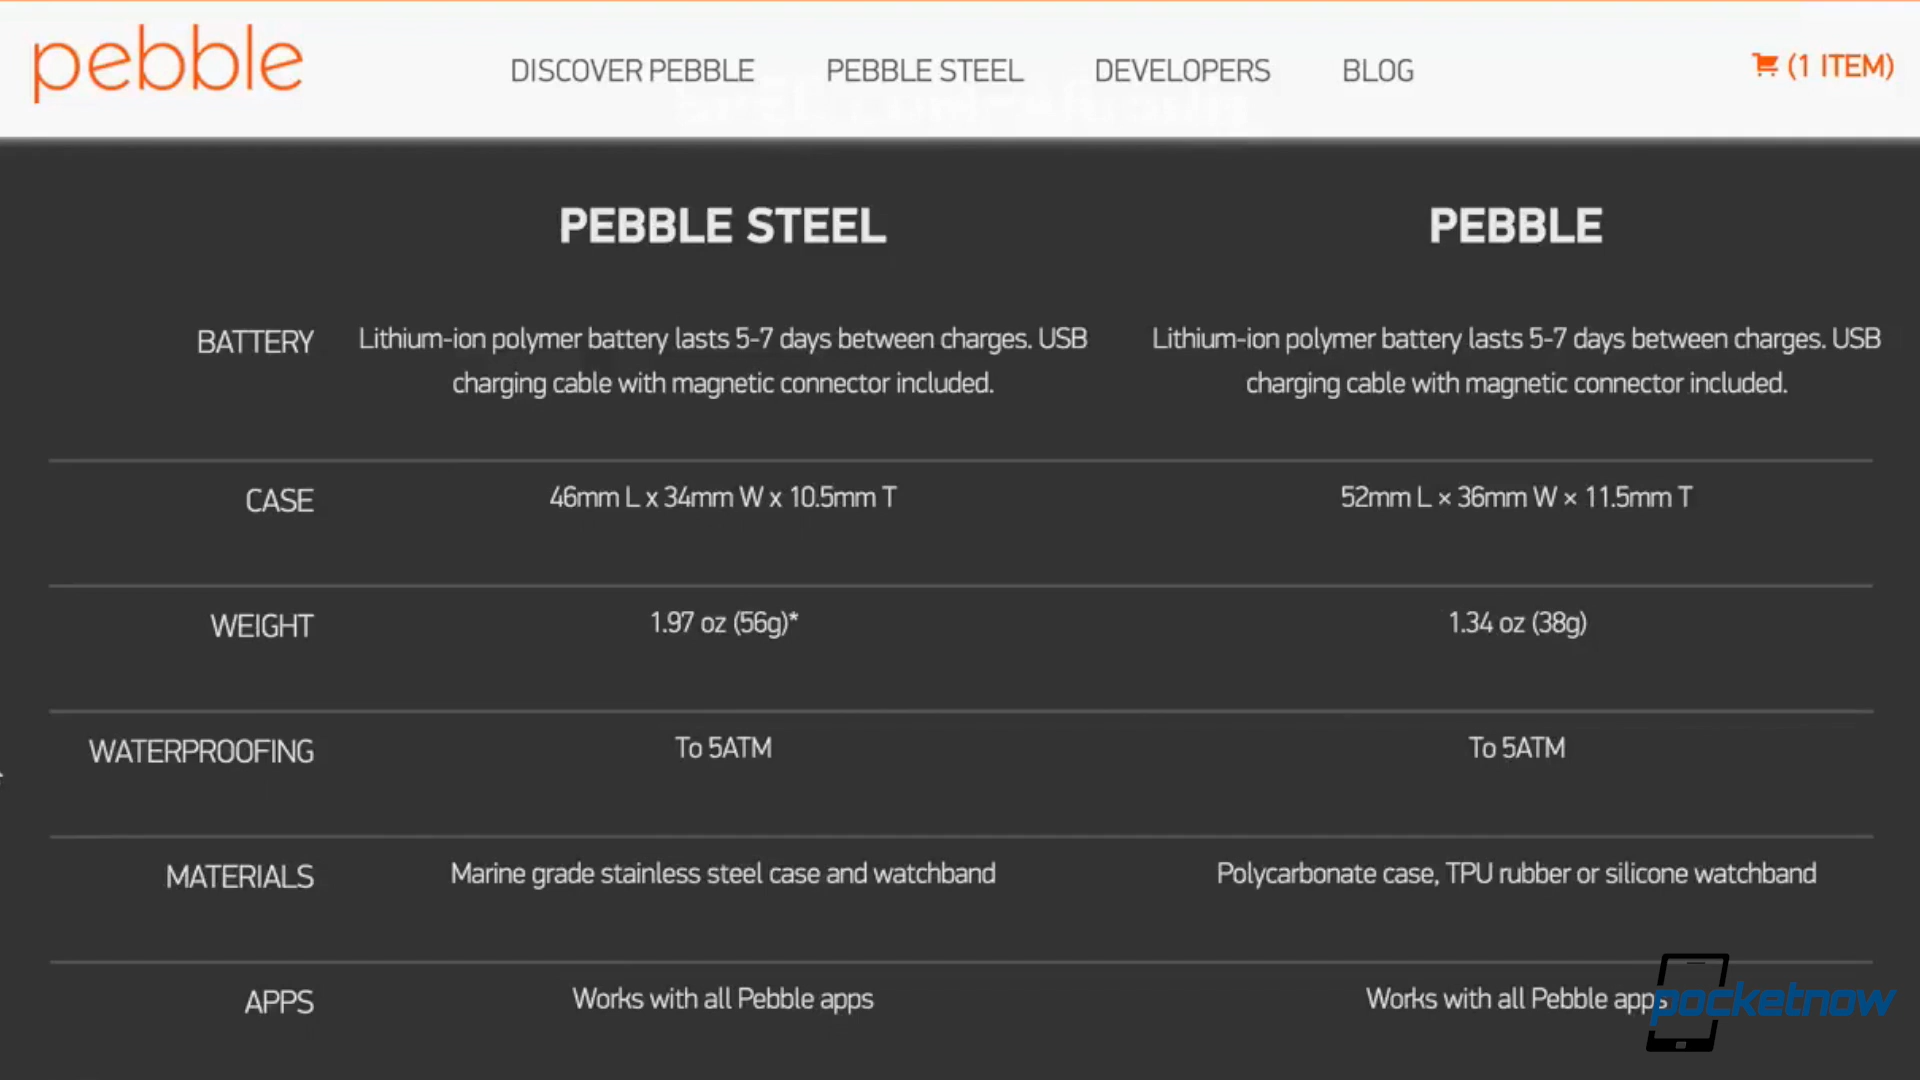 pebble
DISCOVER PEBBLE PEBBLE STEEL DEVELOPERS BLOG (1 ITEM)
PEBBLE STEEL PEBBLE
BATTERY Lithium-ion polymer battery lasts 5-7 days between charges. USB Lithium-ion polymer battery lasts 5-7 days between charges. USB
charging cable with magnetic connector included. charging cable with magnetic connector included.
CASE 46mm L x 34mm W x 10.5mm T 52mm L × 36mm W × 11.5mm T
WEIGHT 1.97 oz (56g)* 1.34 oz (38g)
WATERPROOFING To 5ATM To 5ATM
MATERIALS Marine grade stainless steel case and watchband Polycarbonate case, TPU rubber or silicone watchband
APPS Works with all Pebble apps Works with all Pebble apps
pocketnow